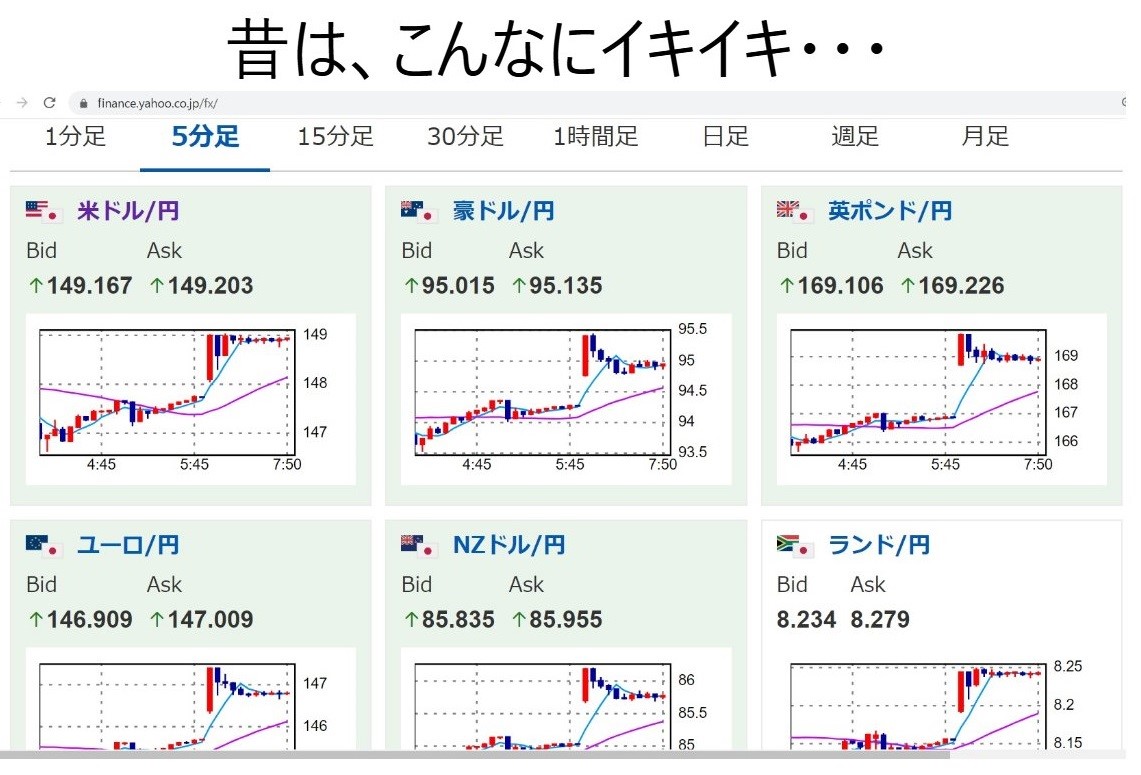 昔は、こんなにイキイキ･･･
finance.yahoo.co.jp/fx/
1分足 5分足 15分足 30分足 1時間足 日足 週足 月足
米ドル/円 豪ドル/円 英ポンド/円
Bid Ask Bid Ask Bid Ask
↑149.167 ↑149.203 ↑95.015 ↑95.135 ↑169.106 ↑169.226
149 95.5
95 169
148 94.5 168
94 167
147 93.5 166
4:45 5:45 7:50 4:45 5:45 7:50 4:45 5:45 7:50
ユーロ/円 NZドル/円 ランド/円
Bid Ask Bid Ask Bid Ask
↑146.909 ↑147.009 ↑85.835 ↑85.955 8.234 8.279
147 86 8.25
85.5 8.2
146 85 8.15